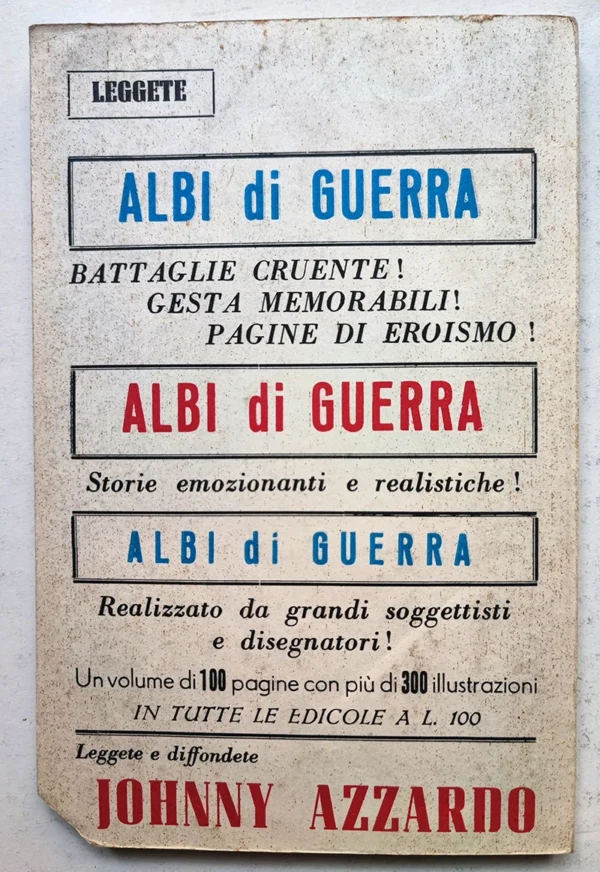 LEGGETE
ALBI di GUERRA
BATTAGLIE CRUENTE!
GESTA MEMORABILI!
PAGINE DI EROISMO!
ALBI di GUERRA
Storie emozionanti e realistiche!
ALBI di GUERRA
Realizzato da grandi soggettisti
e disegnatori!
Un volume di 100 pagine con più di 300 illustrazioni
IN TUTTE LE EDICOLE A L. 100
Leggete e diffondete
JOHNNY AZZARDO